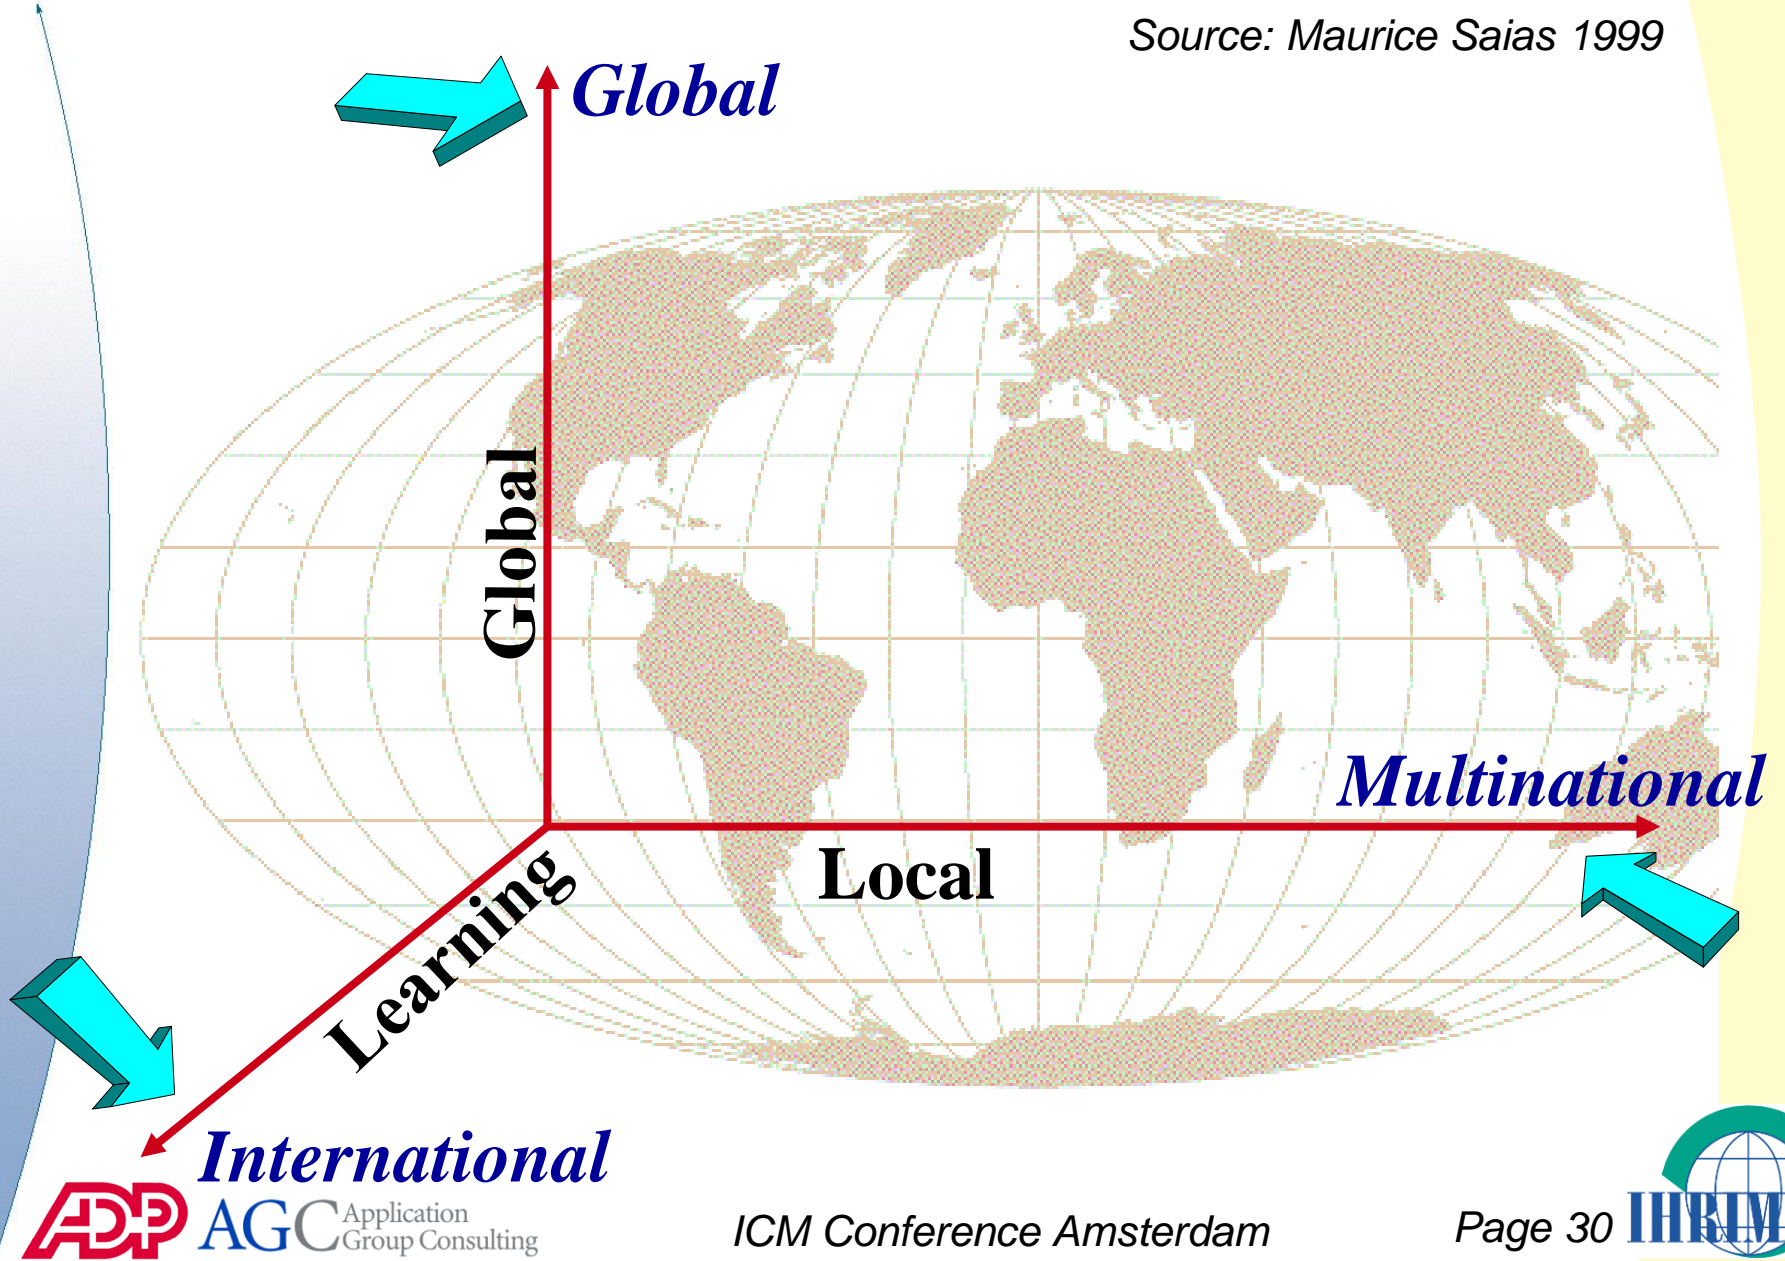 Source: Maurice Saias 1999
Global
Global
Multinational
Local
Learning
International
ADP AGC Application
Group Consulting
ICM Conference Amsterdam
Page 30
IHRIM